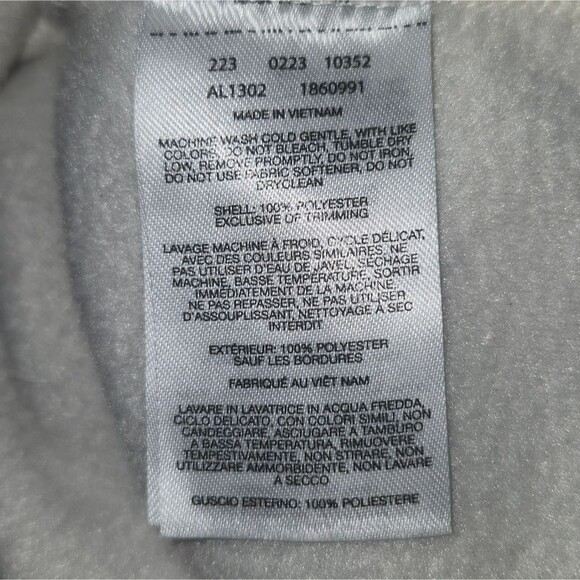 223 0223 10352
AL1302 1860991
MADE IN VIETNAM
MACHINE WASH COLD GENTLE, WITH LIKE
COLORS, DO NOT BLEACH, TUMBLE DRY
LOW, REMOVE PROMPTLY, DO NOT IRON,
DO NOT USE FABRIC SOFTENER, DO NOT
DRYCLEAN
SHELL: 100% POLYESTER
EXCLUSIVE OF TRIMMING
LAVAGE MACHINE À FROID, CYCLE DÉLICAT,
AVEC DES COULEURS SIMILAIRES, NE
PAS UTILISER D'EAU DE JAVEL, SÉCHAGE
MACHINE, BASSE TEMPÉRATURE, SORTIR
IMMÉDIATEMENT DE LA MACHINE,
NE PAS REPASSER, NE PAS UTILISER
D'ASSOUPLISSANT, NETTOYAGE À SEC
INTERDIT
EXTÉRIEUR: 100% POLYESTER
SAUF LES BORDURES
FABRIQUÉ AU VIÊT NAM
LAVARE IN LAVATRICE IN ACQUA FREDDA,
CICLO DELICATO, CON COLORI SIMILI, NON
CANDEGGIARE, ASCIUGARE A TAMBURO
A BASSA TEMPERATURA, RIMUOVERE
TEMPESTIVAMENTE, NON STIRARE, NON
UTILIZZARE AMMORBIDENTE, NON LAVARE
A SECCO
GUSCIO ESTERNO: 100% POLIESTERE